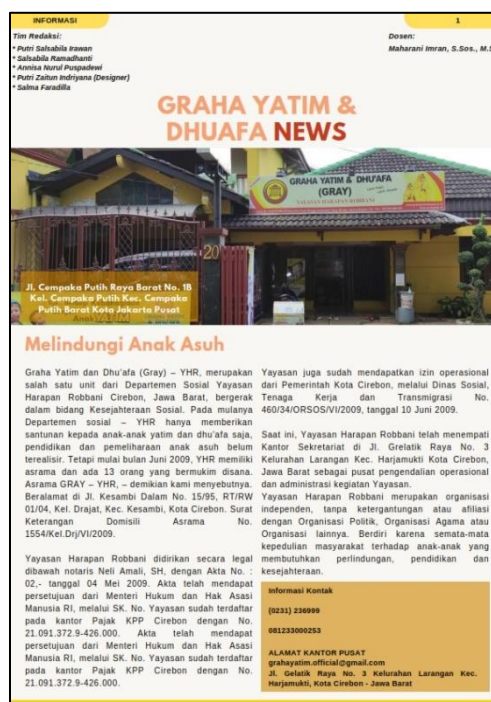 INFORMASI
1
Tim Redaksi:
* Putri Salsabila Irawan
* Salsabila Ramadhanti
* Annisa Nurul Puspadewi
* Putri Zaitun Indriyana (Designer)
* Salma Faradilla
Dosen:
Maharani Imran, S.Sos., M.S
GRAHA YATIM &
DHUAFA NEWS
GRAHA YATIM & DHU'AFA
(GRAY)
YAYASAN HARAPAN ROBBANI
20
Jl. Cempaka Putih Raya Barat No. 1B
Kel. Cempaka Putih Kec. Cempaka
Putih Barat Kota Jakarta Pusat
Melindungi Anak Asuh
Graha Yatim dan Dhu'afa (Gray) – YHR, merupakan
salah satu unit dari Departemen Sosial Yayasan
Harapan Robbani Cirebon, Jawa Barat, bergerak
dalam bidang Kesejahteraan Sosial. Pada mulanya
Departemen sosial – YHR hanya memberikan
santunan kepada anak-anak yatim dan dhu'afa saja,
pendidikan dan pemeliharaan anak asuh belum
terealisir. Tetapi mulai bulan Juni 2009, YHR memiliki
asrama dan ada 13 orang yang bermukim disana.
Asrama GRAY – YHR, – demikian kami menyebutnya.
Beralamat di Jl. Kesambi Dalam No. 15/95, RT/RW
01/04, Kel. Drajat, Kec. Kesambi, Kota Cirebon. Surat
Keterangan Domisili Asrama No.
1554/Kel.Drj/VI/2009.
Yayasan Harapan Robbani didirikan secara legal
dibawah notaris Neli Amali, SH, dengan Akta No. :
02,- tanggal 04 Mei 2009. Akta telah mendapat
persetujuan dari Menteri Hukum dan Hak Asasi
Manusia RI, melalui SK. No. Yayasan sudah terdaftar
pada kantor Pajak KPP Cirebon dengan No.
21.091.372.9-426.000. Akta telah mendapat
persetujuan dari Menteri Hukum dan Hak Asasi
Manusia RI, melalui SK. No. Yayasan sudah terdaftar
pada kantor Pajak KPP Cirebon dengan No.
21.091.372.9-426.000.
Yayasan juga sudah mendapatkan izin operasional
dari Pemerintah Kota Cirebon, melalui Dinas Sosial,
Tenaga Kerja dan Transmigrasi No.
460/34/ORSOS/VI/2009, tanggal 10 Juni 2009.
Saat ini, Yayasan Harapan Robbani telah menempati
Kantor Sekretariat di Jl. Grelatik Raya No. 3
Kelurahan Larangan Kec. Harjamukti Kota Cirebon,
Jawa Barat sebagai pusat pengendalian operasional
dan administrasi kegiatan Yayasan.
Yayasan Harapan Robbani merupakan organisasi
independen, tanpa ketergantungan atau afiliasi
dengan Organisasi Politik, Organisasi Agama atau
Organisasi lainnya. Berdiri karena semata-mata
kepedulian masyarakat terhadap anak-anak yang
membutuhkan perlindungan, pendidikan dan
kesejahteraan.
Informasi Kontak
(0231) 236999
081233000253
ALAMAT KANTOR PUSAT
grahayatim.official@gmail.com
Jl. Gelatik Raya No. 3 Kelurahan Larangan Kec.
Harjamukti, Kota Cirebon - Jawa Barat